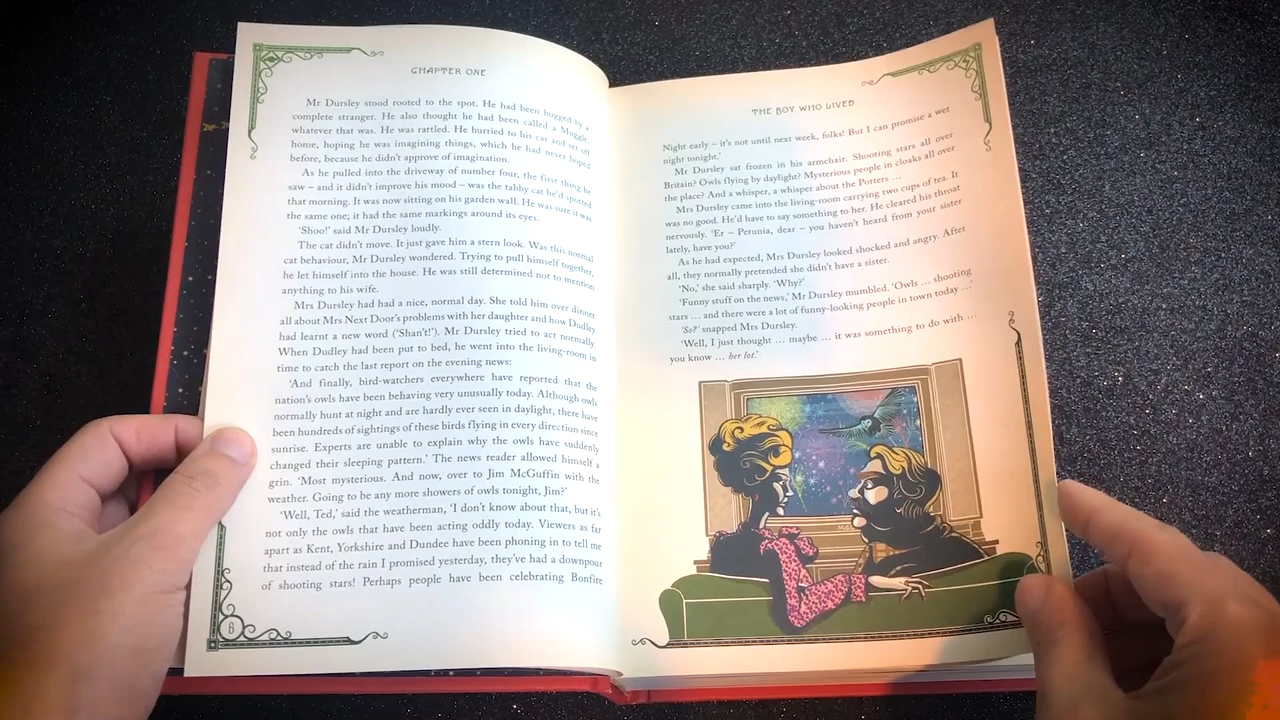 CHAPTER ONE
Mr Dursley stood rooted to the spot. He had been hugged by a
complete stranger. He also thought he had been called a Muggle,
whatever that was. He was rattled. He hurried to his car and set off
home, hoping he was imagining things, which he had never hoped
before, because he didn't approve of imagination.
As he pulled into the driveway of number four, the first thing he
saw – and it didn't improve his mood – was the tabby cat he'd spotted
that morning. It was now sitting on his garden wall. He was sure it was
the same one; it had the same markings around its eyes.
'Shoo!' said Mr Dursley loudly.
The cat didn't move. It just gave him a stern look. Was this normal
cat behaviour, Mr Dursley wondered. Trying to pull himself together,
he let himself into the house. He was still determined not to mention
anything to his wife.
Mrs Dursley had had a nice, normal day. She told him over dinner
all about Mrs Next Door's problems with her daughter and how Dudley
had learnt a new word ('Shan't!'). Mr Dursley tried to act normally.
When Dudley had been put to bed, he went into the living-room in
time to catch the last report on the evening news:
'And finally, bird-watchers everywhere have reported that the
nation's owls have been behaving very unusually today. Although owls
normally hunt at night and are hardly ever seen in daylight, there have
been hundreds of sightings of these birds flying in every direction since
sunrise. Experts are unable to explain why the owls have suddenly
changed their sleeping pattern.' The news reader allowed himself a
grin. 'Most mysterious. And now, over to Jim McGuffin with the
weather. Going to be any more showers of owls tonight, Jim?'
'Well, Ted,' said the weatherman, 'I don't know about that, but it's
not only the owls that have been acting oddly today. Viewers as far
apart as Kent, Yorkshire and Dundee have been phoning in to tell me
that instead of the rain I promised yesterday, they've had a downpour
of shooting stars! Perhaps people have been celebrating Bonfire
6
THE BOY WHO LIVED
Night early – it's not until next week, folks! But I can promise a wet
night tonight.'
Mr Dursley sat frozen in his armchair. Shooting stars all over
Britain? Owls flying by daylight? Mysterious people in cloaks all over
the place? And a whisper, a whisper about the Potters …
Mrs Dursley came into the living-room carrying two cups of tea. It
was no good. He'd have to say something to her. He cleared his throat
nervously. 'Er – Petunia, dear – you haven't heard from your sister
lately, have you?'
As he had expected, Mrs Dursley looked shocked and angry. After
all, they normally pretended she didn't have a sister.
'No,' she said sharply. 'Why?'
'Funny stuff on the news,' Mr Dursley mumbled. 'Owls … shooting
stars … and there were a lot of funny-looking people in town today …'
'So?' snapped Mrs Dursley.
'Well, I just thought … maybe … it was something to do with …
you know … her lot.'